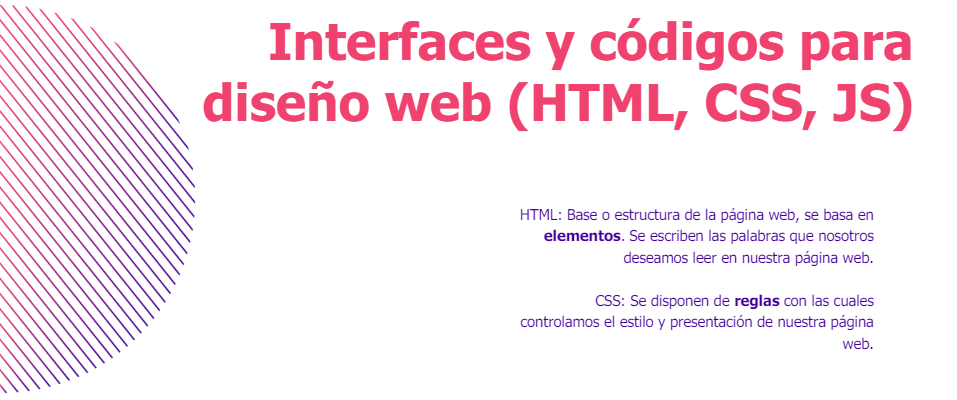 Interfaces y códigos para
diseño web (HTML, CSS, JS)
HTML: Base o estructura de la página web, se basa en
elementos. Se escriben las palabras que nosotros
deseamos leer en nuestra página web.
CSS: Se disponen de reglas con las cuales
controlamos el estilo y presentación de nuestra página
web.